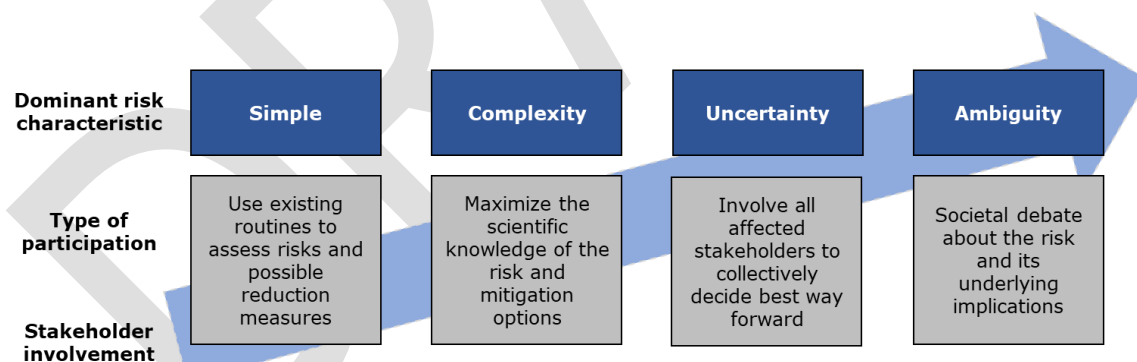 Dominant risk
characteristic
Simple
Complexity
Uncertainty
Ambiguity
Type of
participation
Use existing
routines to
assess risks and
possible
reduction
measures
Maximize the
scientific
knowledge of the
risk and
mitigation
options
Involve all
affected
stakeholders to
collectively
decide best way
forward
Societal debate
about the risk
and its
underlying
implications
Stakeholder
involvement